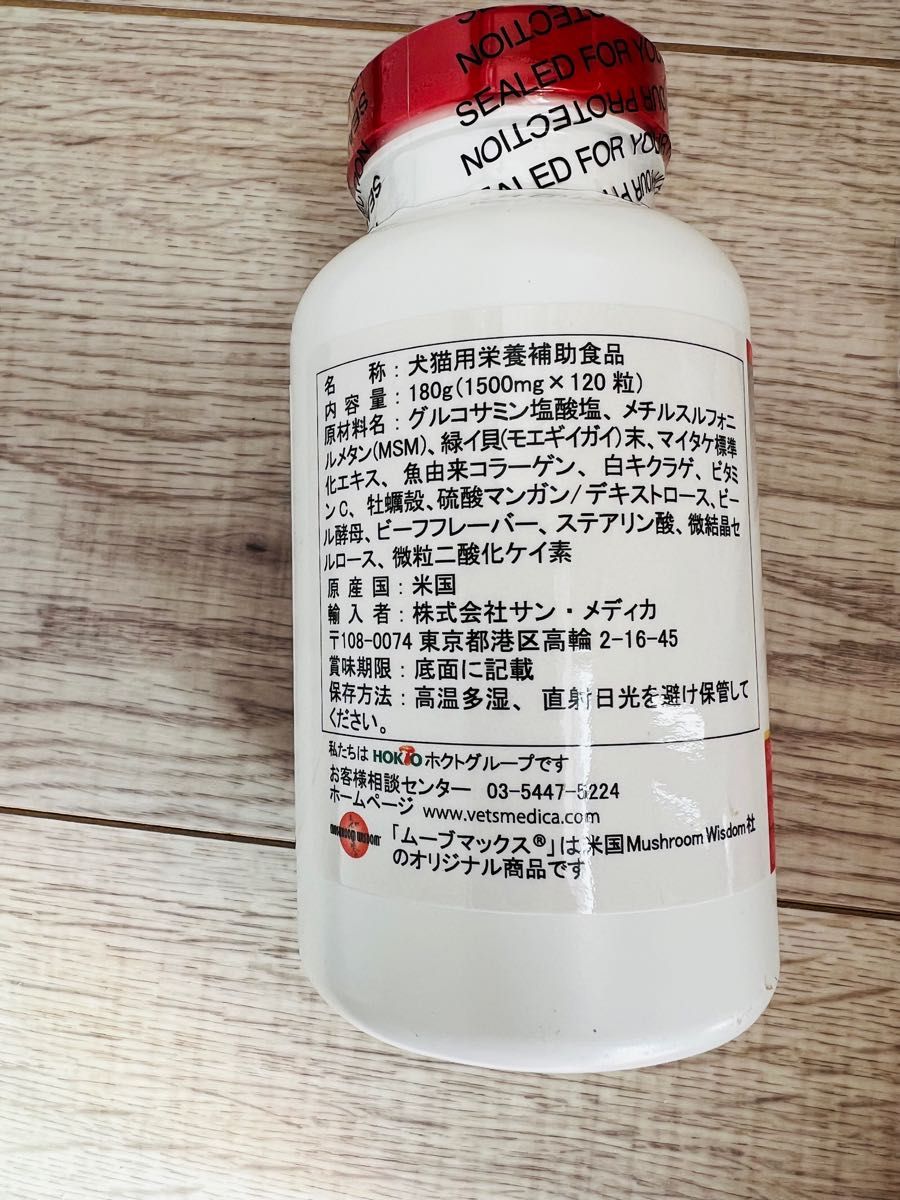 NOITCETORP
SEALED FOR YOU
OUR PROTECTION
SEALED FOR YOU
名称：犬猫用栄養補助食品
内容量：180g(1500mg×120粒)
原材料名：グルコサミン塩酸塩、メチルスルフォニ
ルメタン(MSM)、緑イ貝(モエギイガイ)末、マイタケ標準
化エキス、魚由来コラーゲン、白キクラゲ、ビタミ
ンC、牡蠣殻、硫酸マンガン/デキストロース、ビー
ル酵母、ビーフフレーバー、ステアリン酸、微結晶セ
ルロース、微粒二酸化ケイ素
原産国：米国
輸入者：株式会社サン・メディカ
〒108-0074 東京都港区高輪 2-16-45
賞味期限：底面に記載
保存方法：高温多湿、直射日光を避け保管して
ください。
私たちは HOKTO ホクトグループです
お客様相談センター 03-5447-5224
ホームページ www.vetsmedica.com
MUSHROOM WISDOM
「ムーブマックス®」は米国Mushroom Wisdom社
のオリジナル商品です